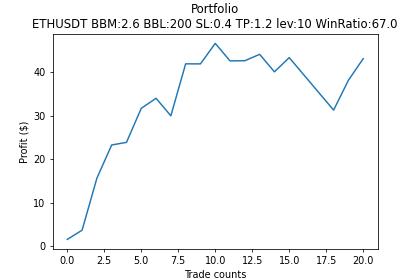 Portfolio
ETHUSDT BBM:2.6 BBL:200 SL:0.4 TP:1.2 lev:10 WinRatio:67.0
40
30
20
10
0
Profit ($)
0.0 2.5 5.0 7.5 10.0 12.5 15.0 17.5 20.0
Trade counts